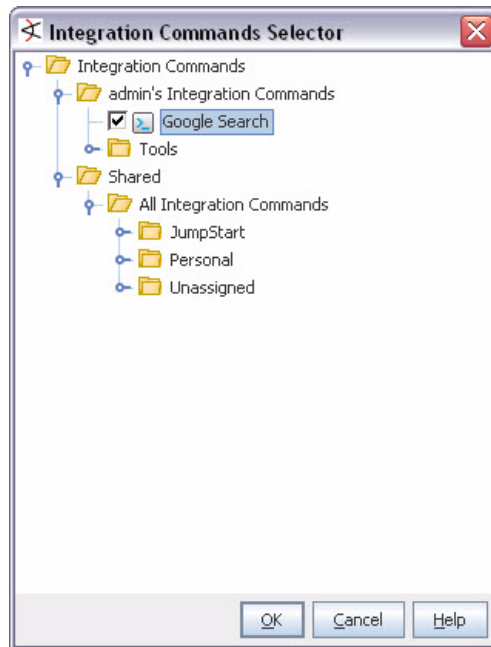 Integration Commands Selector
Integration Commands
admin's Integration Commands
Google Search
Tools
Shared
All Integration Commands
JumpStart
Personal
Unassigned
OK Cancel Help